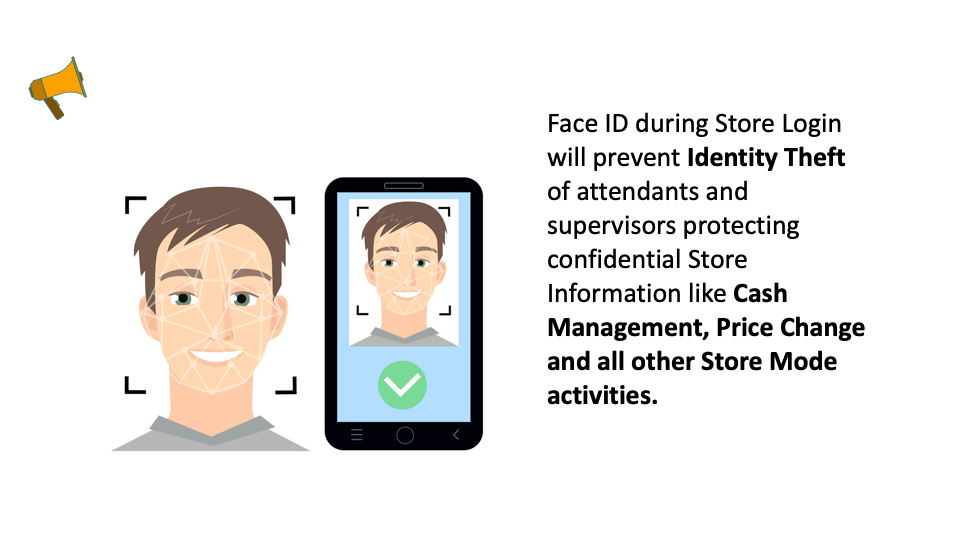 Face ID during Store Login
will prevent Identity Theft
of attendants and
supervisors protecting
confidential Store
Information like Cash
Management, Price Change
and all other Store Mode
activities.